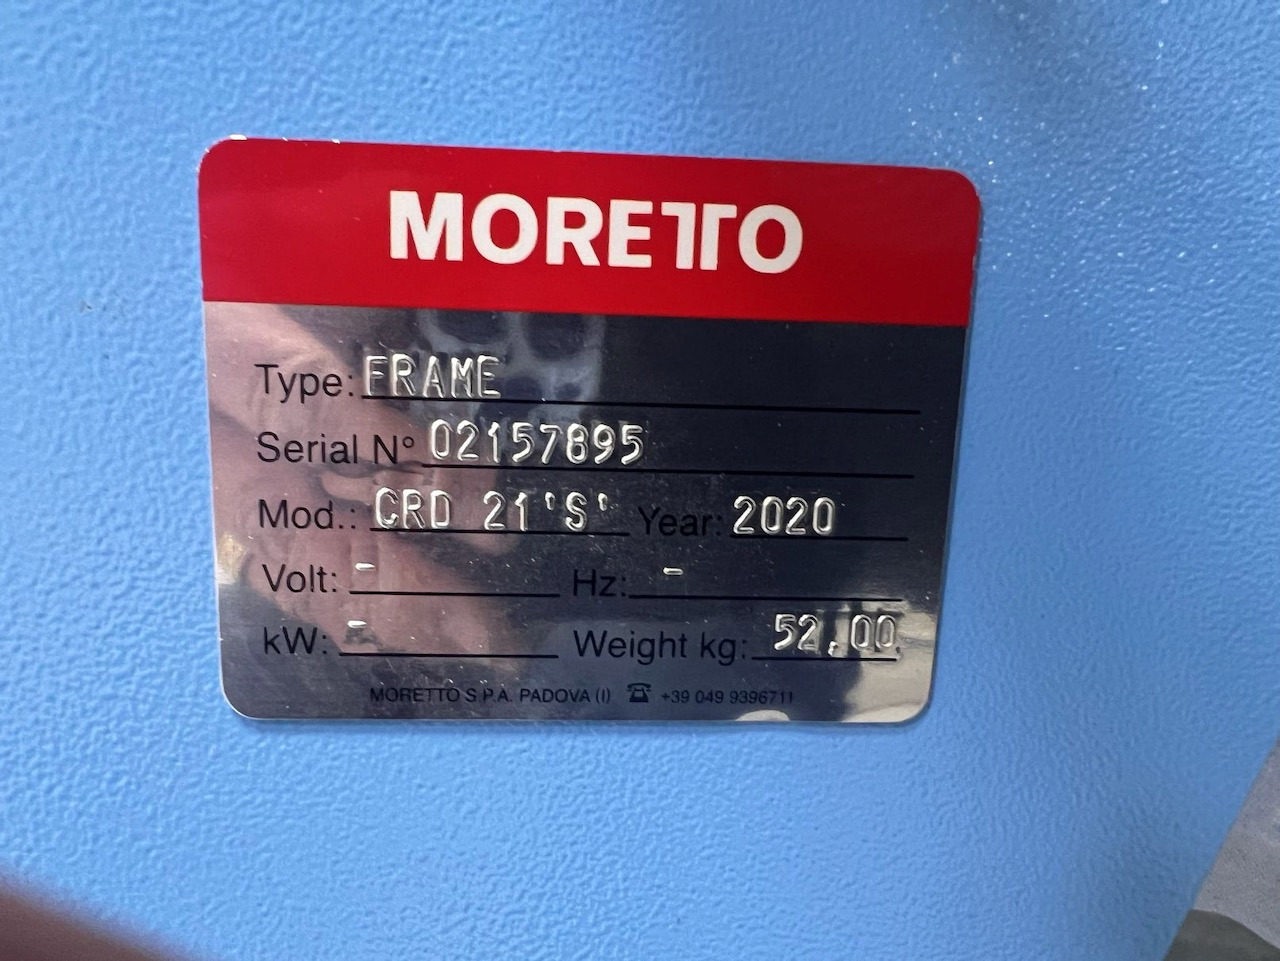 MORETTO
Type: FRAME
Serial N° 02157895
Mod.: CRD 21'S' Year: 2020
Volt: - Hz: -
kW: - Weight kg: 52,00
MORETTO S.P.A. PADOVA (I) ☎ +39 049 9396711